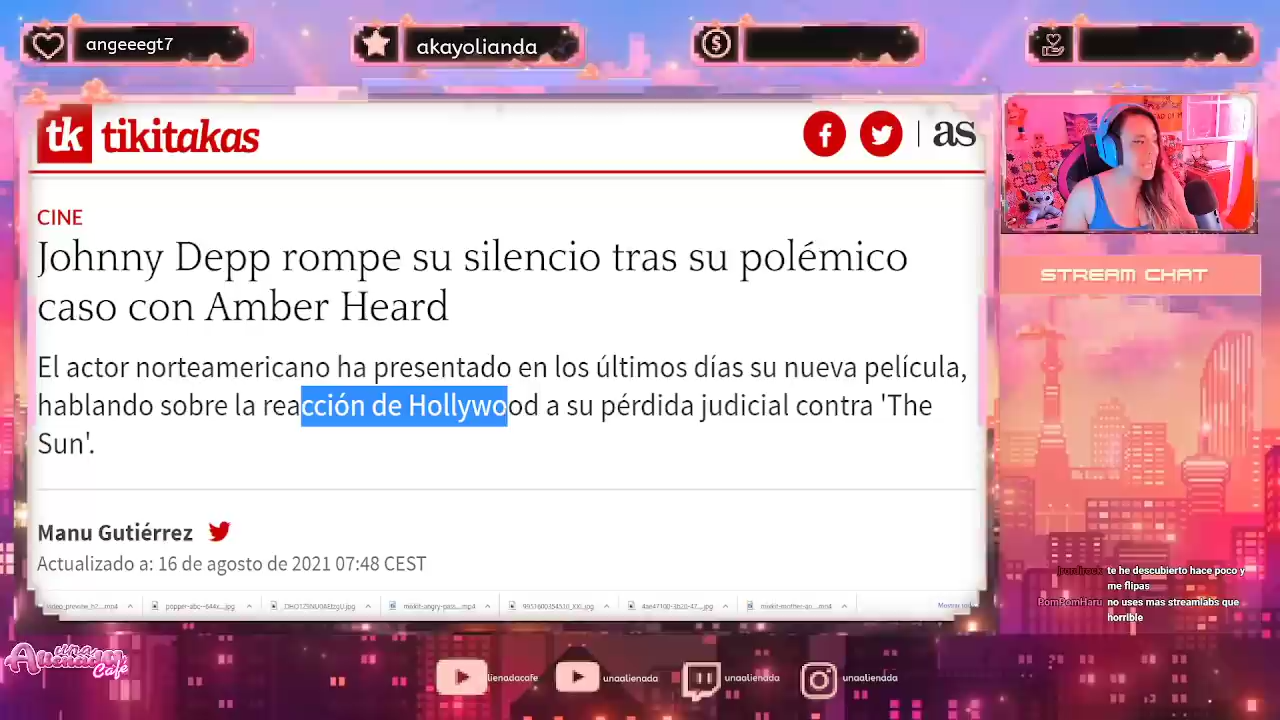 angeeegt7
akayolianda
tk tikitakas
as
CINE
Johnny Depp rompe su silencio tras su polémico
caso con Amber Heard
El actor norteamericano ha presentado en los últimos días su nueva película,
hablando sobre la reacción de Hollywood a su pérdida judicial contra 'The
Sun'.
Manu Gutiérrez
Actualizado a: 16 de agosto de 2021 07:48 CEST
STREAM CHAT
te he descubierto hace poco y
me flipas
PomPomHaru no uses mas streamlabs que
horrible
unaalienada
unaalienada
unaalienada